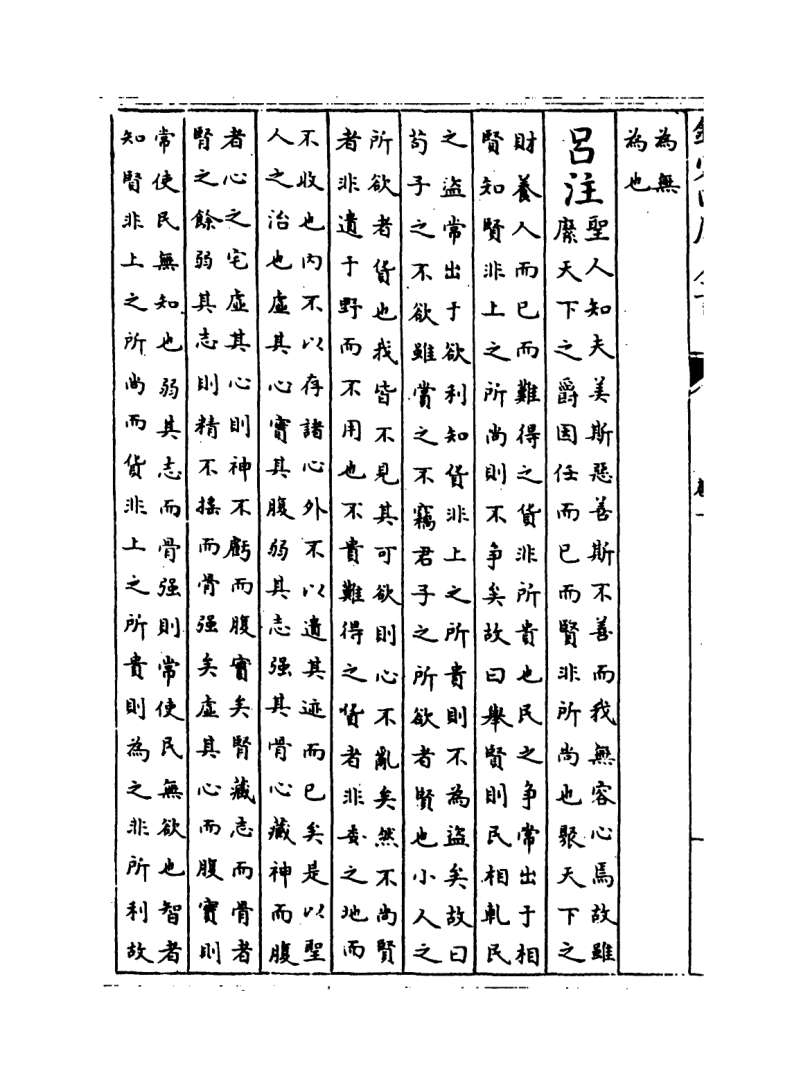 為無
為也
呂注
聖人知夫美斯惡善斯不善而我無容心焉故雖
縻天下之爵因任而已而賢非所尚也聚天下之
財養人而已而難得之貨非所貴也民之爭常出于相
賢知賢非上之所尚則不爭矣故曰舉賢則民相軋民
之盜常出于欲利知貨非上之所貴則不為盜矣故曰
茍子之不欲雖賞之不竊君子之所欲者賢也小人之
所欲者貨也我皆不見其可欲則心不亂矣然不尚賢
者非遺于野而不用也不貴難得之貨者非委之地而
不收也内不以存諸心外不以遺其迹而已矣是以聖
人之治也虛其心實其腹弱其志强其骨心藏神而腹
者心之宅虛其心則神不虧而腹實矣腎藏志而骨者
腎之餘弱其志則精不搖而骨强矣虛其心而腹實則
常使民無知也弱其志而骨强則常使民無欲也智者
知賢非上之所尚而貨非上之所貴則為之非所利故